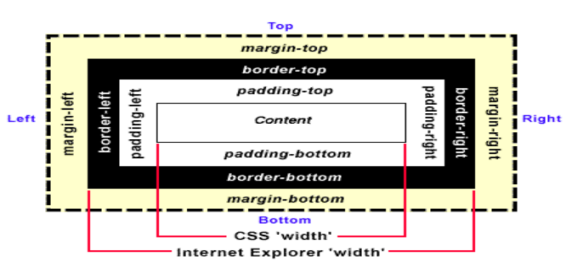 Top
margin-top
border-top
padding-top
Left
margin-left
border-left
padding-left
Content
padding-right
border-right
margin-right
Right
padding-bottom
border-bottom
margin-bottom
Bottom
CSS 'width'
Internet Explorer 'width'